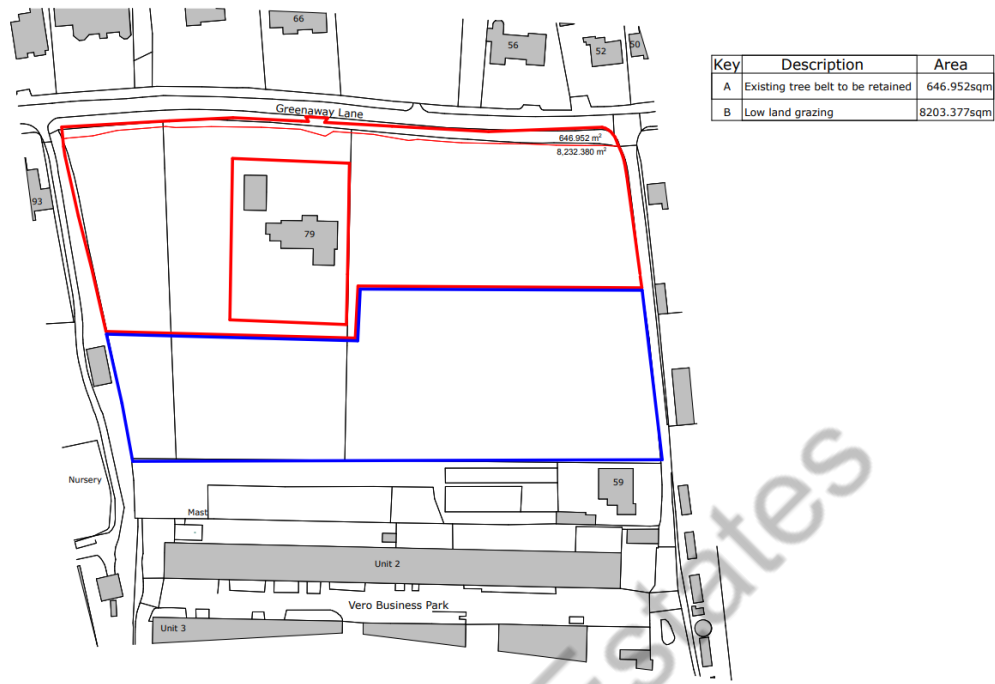 66
56
52
50
Key Description Area
A Existing tree belt to be retained 646.952sqm
B Low land grazing 8203.377sqm
Greenaway Lane
646.952 m²
8,232.380 m²
93
79
Nursery
59
Mast
Unit 2
Vero Business Park
Unit 3
Estates